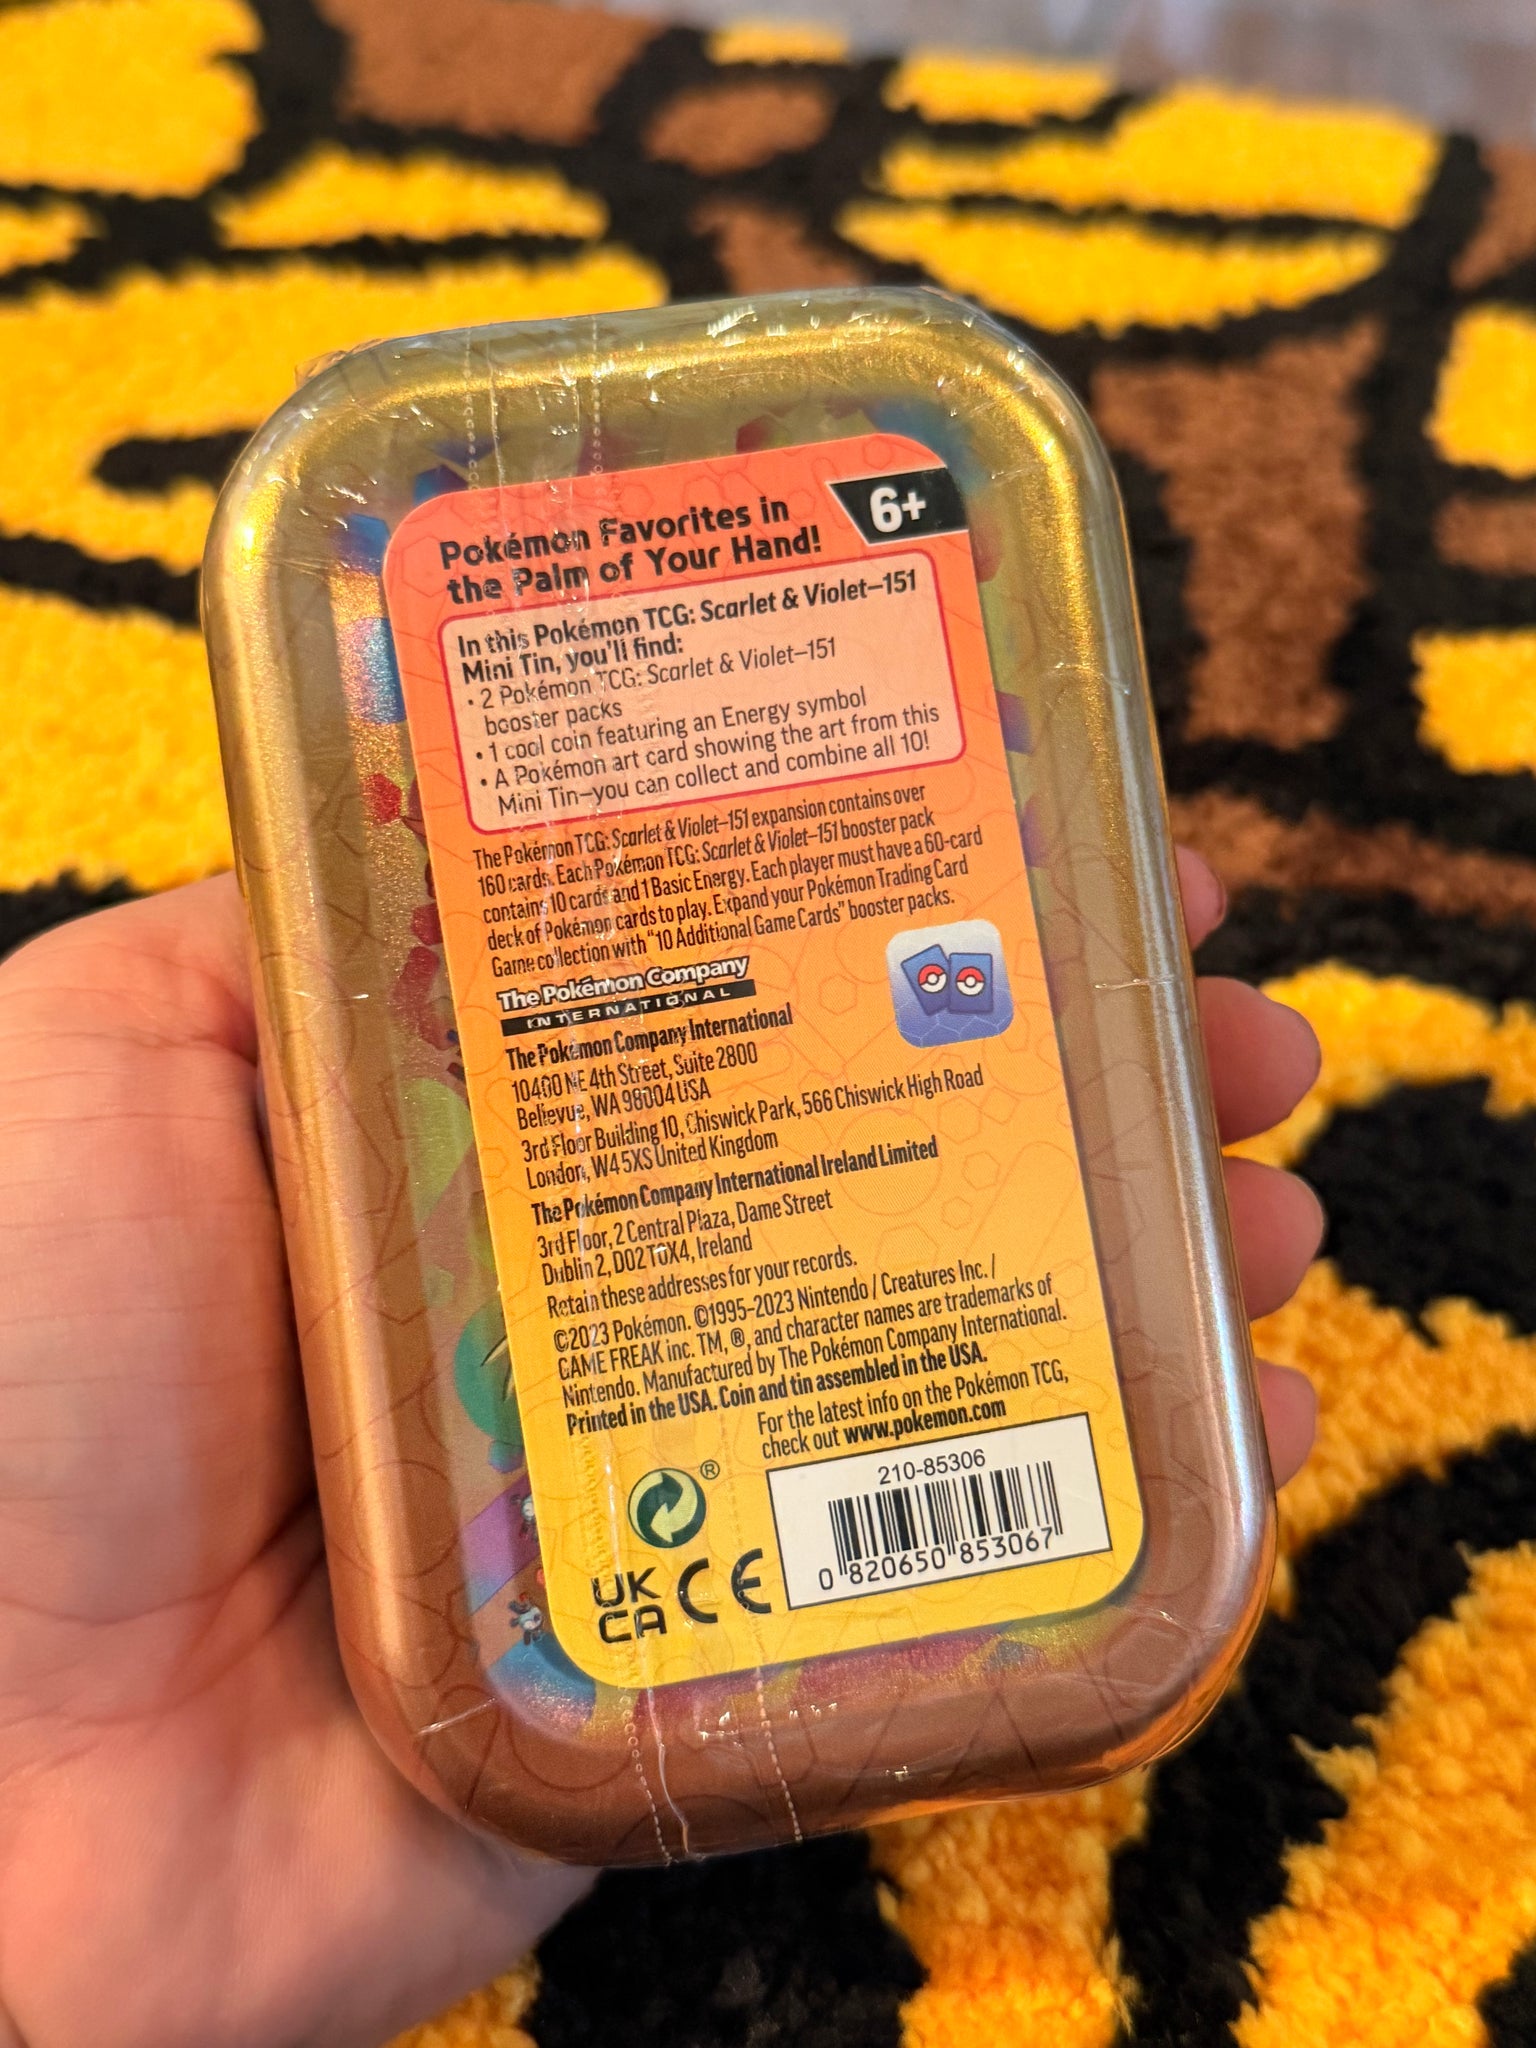 Pokémon Favorites in
the Palm of Your Hand!
6+
In this Pokémon TCG: Scarlet & Violet—151
Mini Tin, you'll find:
• 2 Pokémon TCG: Scarlet & Violet—151
booster packs
• 1 cool coin featuring an Energy symbol
• A Pokémon art card showing the art from this
Mini Tin—you can collect and combine all 10!
The Pokémon TCG: Scarlet & Violet—151 expansion contains over
160 cards. Each Pokémon TCG: Scarlet & Violet—151 booster pack
contains 10 cards and 1 Basic Energy. Each player must have a 60-card
deck of Pokémon cards to play. Expand your Pokémon Trading Card
Game collection with "10 Additional Game Cards" booster packs.
The Pokémon Company
INTERNATIONAL
The Pokémon Company International
10400 NE 4th Street, Suite 2800
Bellevue, WA 98004 USA
3rd Floor Building 10, Chiswick Park, 566 Chiswick High Road
London, W4 5XS United Kingdom
The Pokémon Company International Ireland Limited
3rd Floor, 2 Central Plaza, Dame Street
Dublin 2, D02 T0X4, Ireland
Retain these addresses for your records.
©2023 Pokémon. ©1995–2023 Nintendo / Creatures Inc. /
GAME FREAK inc. TM, ®, and character names are trademarks of
Nintendo. Manufactured by The Pokémon Company International.
Printed in the USA. Coin and tin assembled in the USA.
For the latest info on the Pokémon TCG,
check out www.pokemon.com
®
210-85306
0 820650 853067
UK
CA
CE